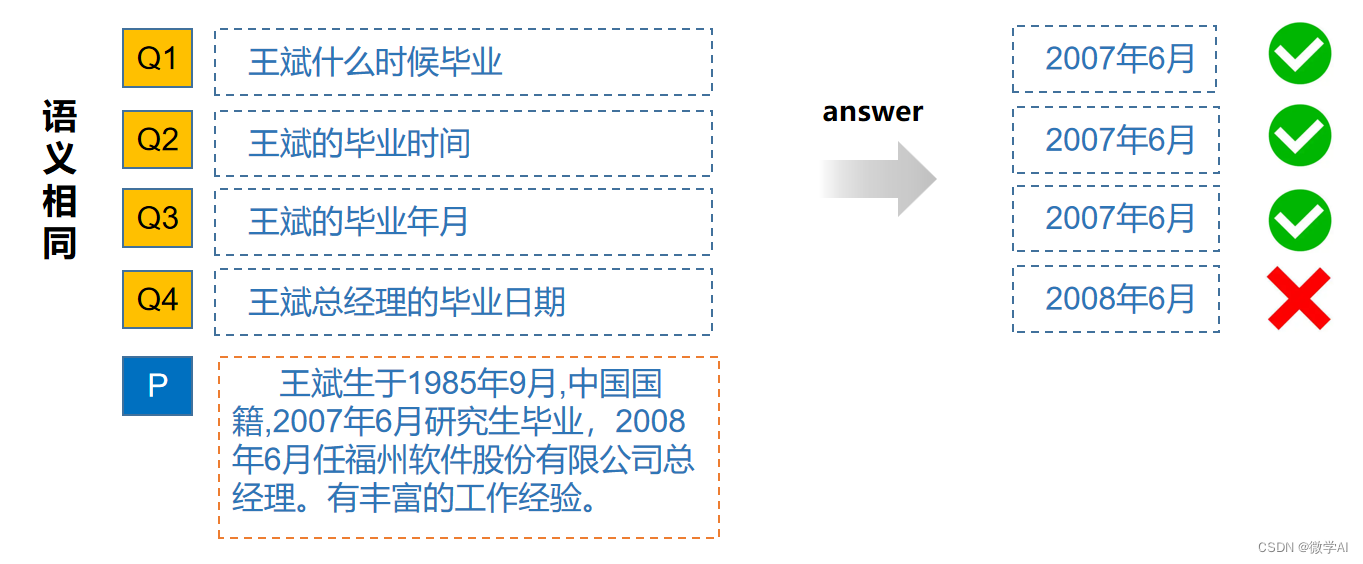 语义相同
Q1
王斌什么时候毕业
2007年6月
Q2
王斌的毕业时间
answer
2007年6月
Q3
王斌的毕业年月
2007年6月
Q4
王斌总经理的毕业日期
2008年6月
P
王斌生于1985年9月,中国国
籍,2007年6月研究生毕业，2008
年6月任福州软件股份有限公司总
经理。有丰富的工作经验。
CSDN @微学AI